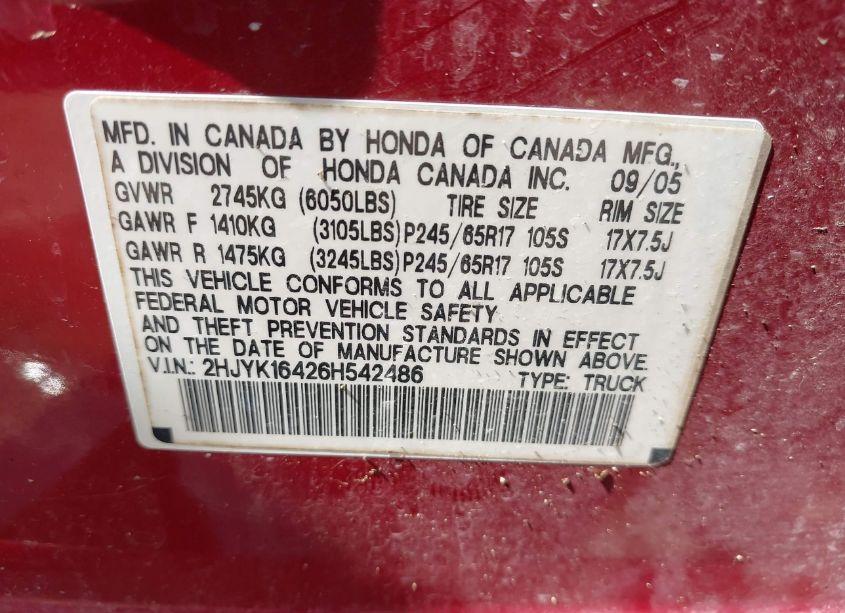 MFD. IN CANADA BY HONDA OF CANADA MFG.,
A DIVISION OF HONDA CANADA INC. 09/05
GVWR 2745KG (6050LBS) TIRE SIZE RIM SIZE
GAWR F 1410KG (3105LBS) P245/65R17 105S 17X7.5J
GAWR R 1475KG (3245LBS) P245/65R17 105S 17X7.5J
THIS VEHICLE CONFORMS TO ALL APPLICABLE
FEDERAL MOTOR VEHICLE SAFETY
AND THEFT PREVENTION STANDARDS IN EFFECT
ON THE DATE OF MANUFACTURE SHOWN ABOVE.
V.I.N.: 2HJYK16426H542486 TYPE: TRUCK